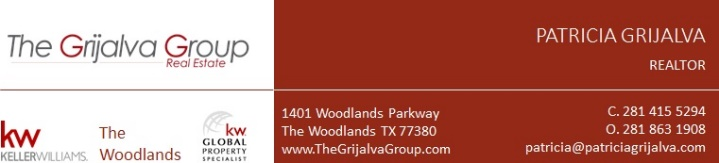 The Grijalva Group
Real Estate
PATRICIA GRIJALVA
REALTOR
kw
KELLERWILLIAMS.
The
Woodlands
kw
GLOBAL
PROPERTY
SPECIALIST
1401 Woodlands Parkway
The Woodlands TX 77380
www.TheGrijalvaGroup.com
C. 281 415 5294
O. 281 863 1908
patricia@patriciagrijalva.com